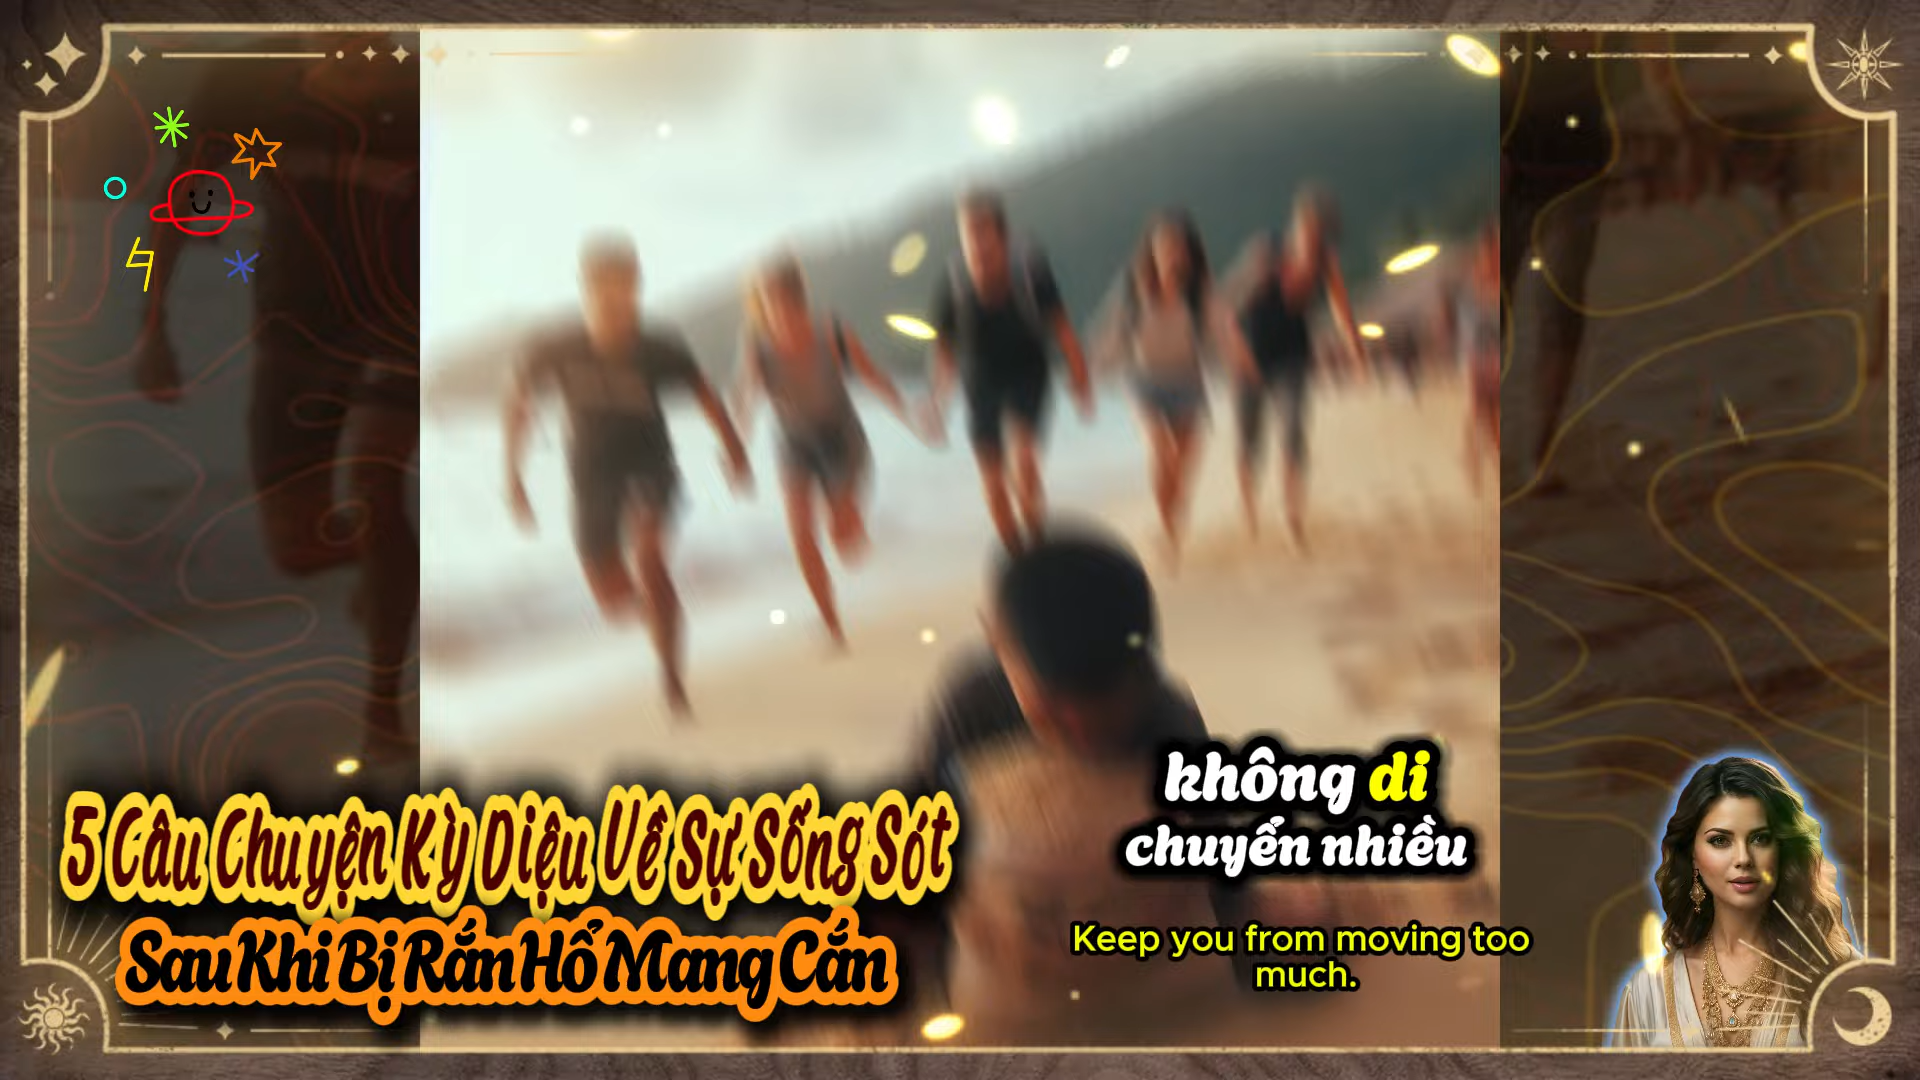 5 Câu Chuyện Kỳ Diệu Về Sự Sống Sót
Sau Khi Bị Rắn Hổ Mang Cắn
không di
chuyển nhiều
Keep you from moving too
much.